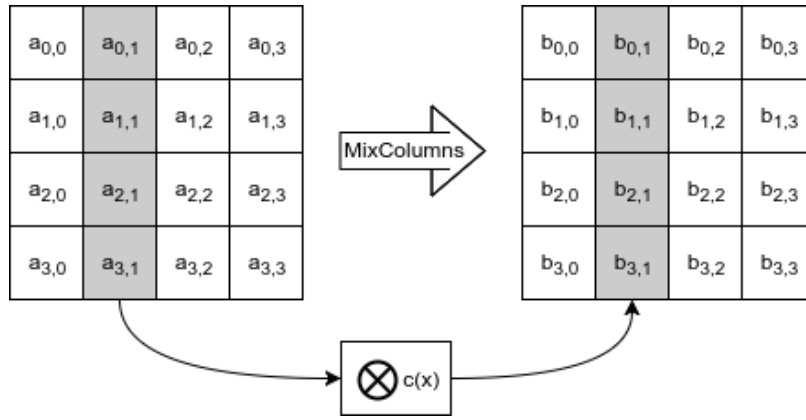 a0,0 a0,1 a0,2 a0,3 b0,0 b0,1 b0,2 b0,3
a1,0 a1,1 a1,2 a1,3 MixColumns b1,0 b1,1 b1,2 b1,3
a2,0 a2,1 a2,2 a2,3 b2,0 b2,1 b2,2 b2,3
a3,0 a3,1 a3,2 a3,3 b3,0 b3,1 b3,2 b3,3
⊗ c(x)